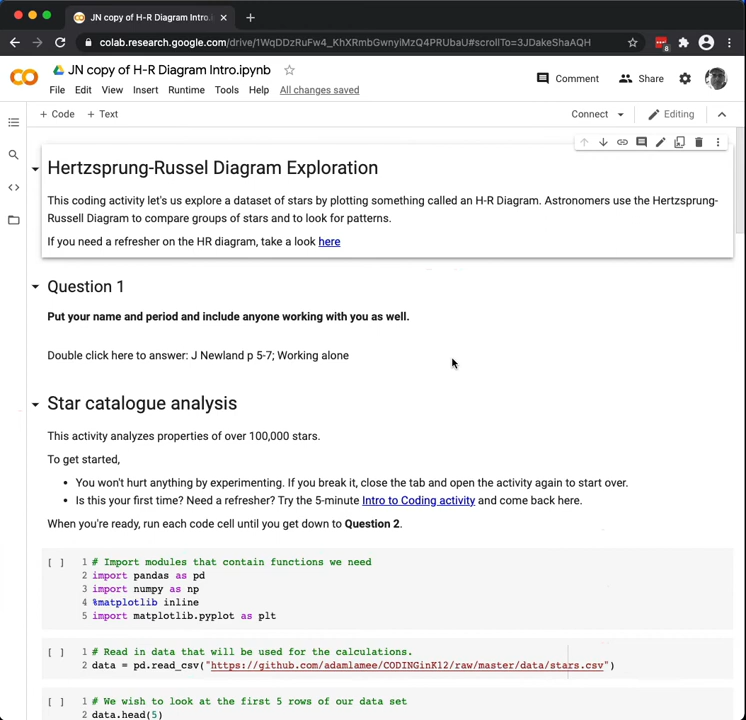 JN copy of H-R Diagram Intro.i
colab.research.google.com/drive/1WqDDzRuFw4_KhXRmbGwnyiMzQ4PRUbaU#scrollTo=3JDakeShaAQH
8
JN copy of H-R Diagram Intro.ipynb
Comment
Share
File Edit View Insert Runtime Tools Help All changes saved
+ Code + Text
Connect
Editing
Hertzsprung-Russel Diagram Exploration
This coding activity let's us explore a dataset of stars by plotting something called an H-R Diagram. Astronomers use the Hertzsprung-
Russell Diagram to compare groups of stars and to look for patterns.
If you need a refresher on the HR diagram, take a look here
Question 1
Put your name and period and include anyone working with you as well.
Double click here to answer: J Newland p 5-7; Working alone
Star catalogue analysis
This activity analyzes properties of over 100,000 stars.
To get started,
• You won't hurt anything by experimenting. If you break it, close the tab and open the activity again to start over.
• Is this your first time? Need a refresher? Try the 5-minute Intro to Coding activity and come back here.
When you're ready, run each code cell until you get down to Question 2.
[ ] 1 # Import modules that contain functions we need
2 import pandas as pd
3 import numpy as np
4 %matplotlib inline
5 import matplotlib.pyplot as plt
[ ] 1 # Read in data that will be used for the calculations.
2 data = pd.read_csv("https://github.com/adamlamee/CODINGinK12/raw/master/data/stars.csv")
[ ] 1 # We wish to look at the first 5 rows of our data set
2 data.head(5)